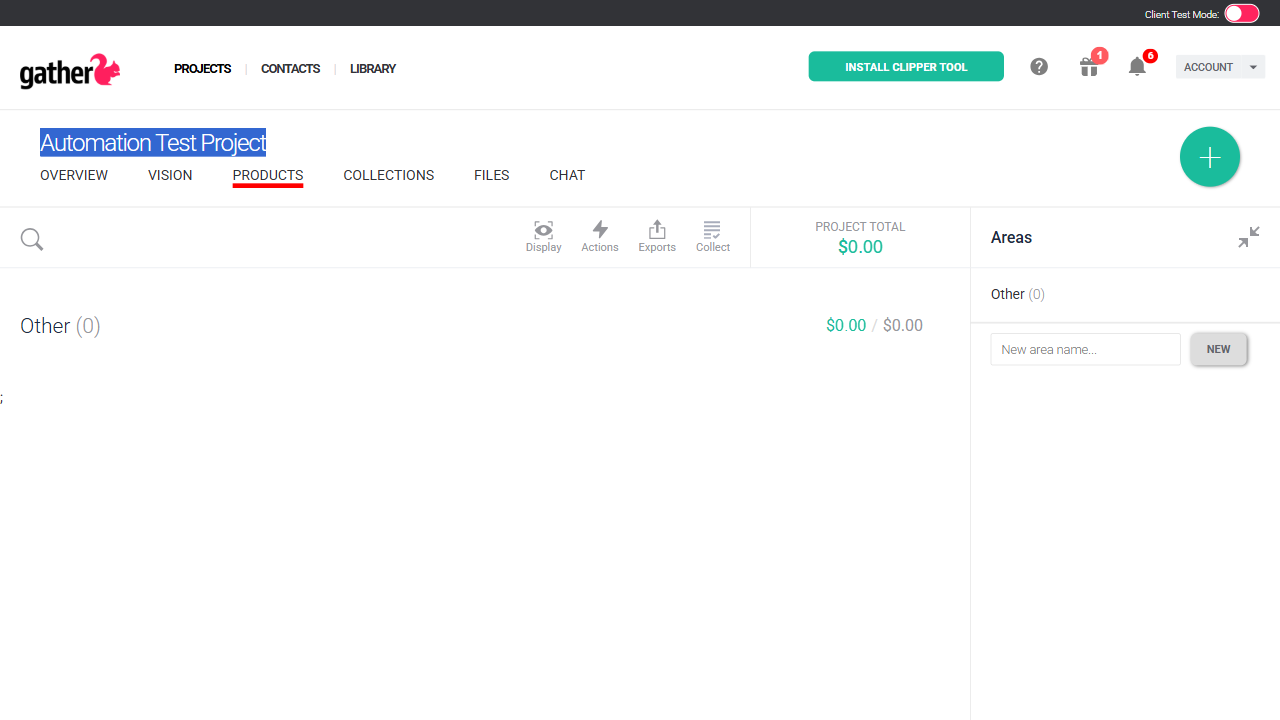 Client Test Mode:
gather
PROJECTS | CONTACTS | LIBRARY
INSTALL CLIPPER TOOL
1
6
ACCOUNT
Automation Test Project
OVERVIEW
VISION
PRODUCTS
COLLECTIONS
FILES
CHAT
Display
Actions
Exports
Collect
PROJECT TOTAL
$0.00
Areas
Other (0)
New area name...
NEW
Other (0)
$0.00 / $0.00
;